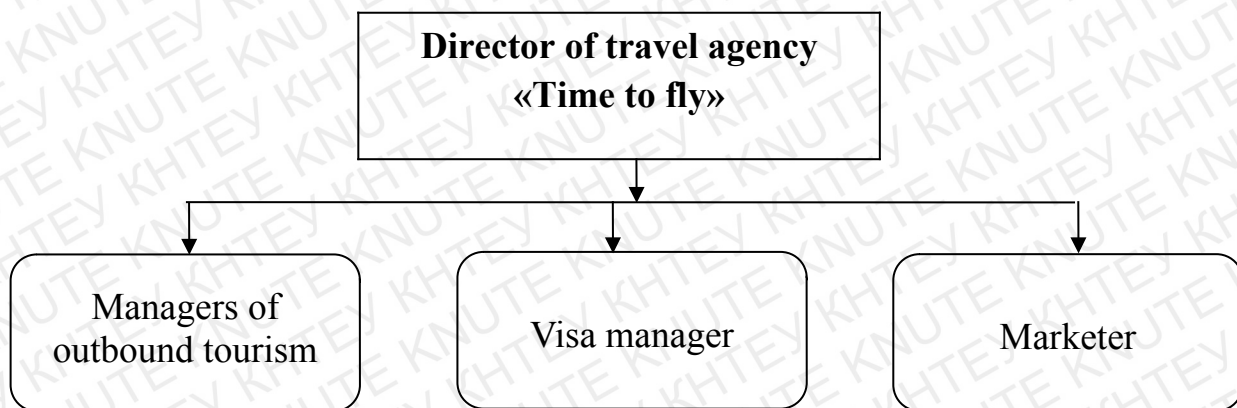 Director of travel agency
«Time to fly»
Managers of
outbound tourism
Visa manager
Marketer